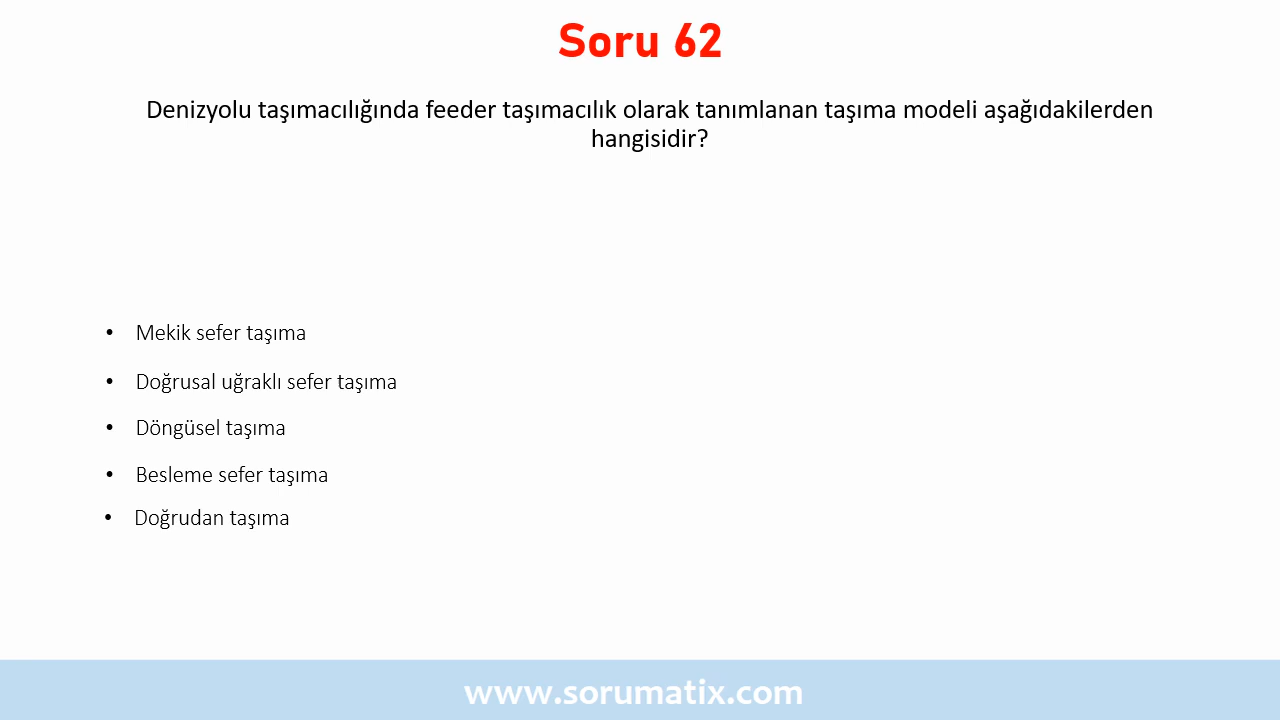 Soru 62
Denizyolu taşımacılığında feeder taşımacılık olarak tanımlanan taşıma modeli aşağıdakilerden
hangisidir?
• Mekik sefer taşıma
• Doğrusal uğraklı sefer taşıma
• Döngüsel taşıma
• Besleme sefer taşıma
• Doğrudan taşıma
www.sorumatix.com